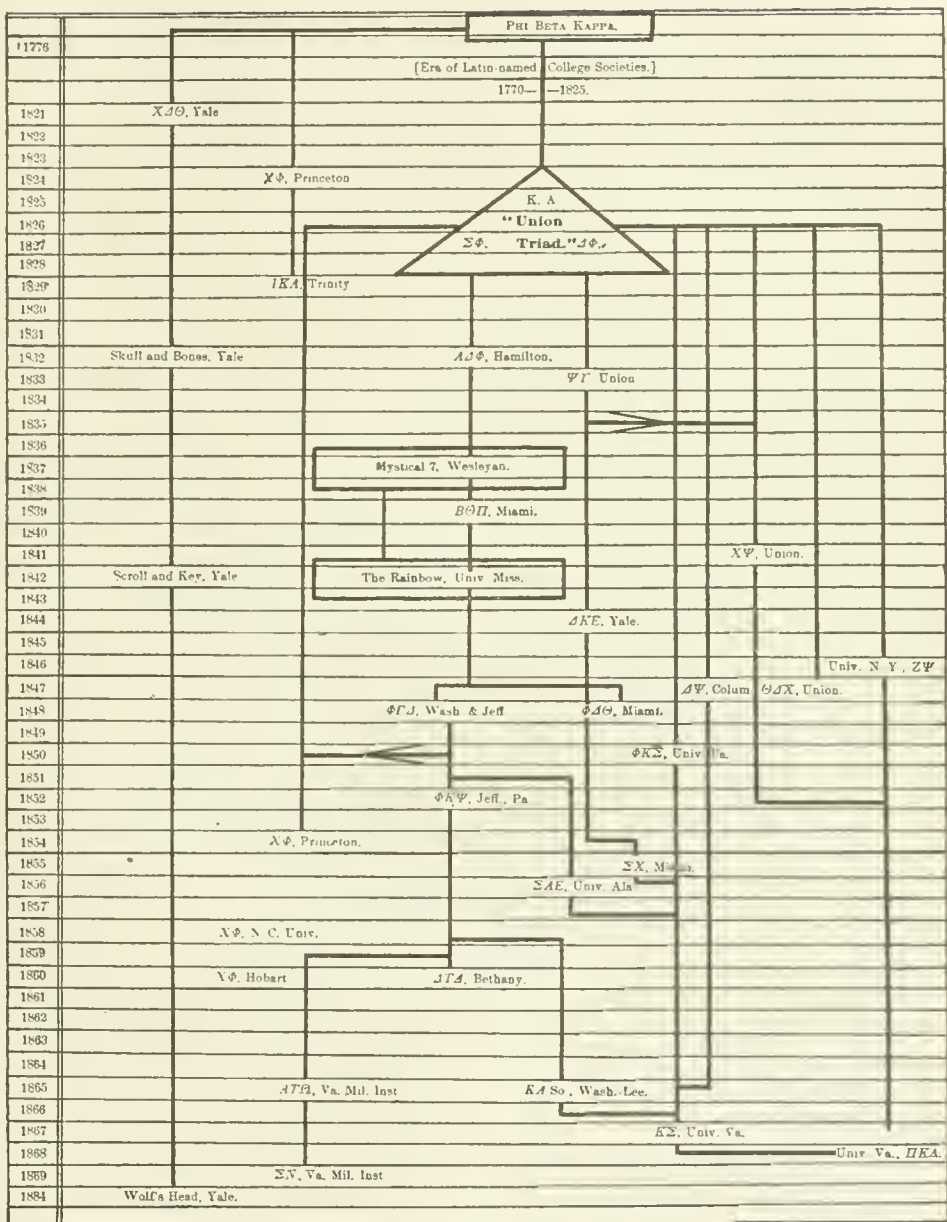 PHI BETA KAPPA.
1776
[Era of Latin-named College Societies.]
1770— —1825.
1821 ΧΔΘ, Yale
1822
1823
1824 ΧΦ, Princeton
1825 K. A
1826 "Union
1827 ΣΦ, Triad." ΔΦ,
1828
1829 ΙΚΑ, Trinity
1830
1831
1832 Skull and Bones, Yale ΑΔΦ, Hamilton.
1833 ΨΥ Union
1834
1835
1836
1837 Mystical 7, Wesleyan.
1838
1839 ΒΘΠ, Miami.
1840
1841 ΧΨ, Union.
1842 Scroll and Key, Yale The Rainbow, Univ Miss.
1843
1844 ΔΚΕ, Yale.
1845
1846 Univ. N Y, ΖΨ
1847 ΔΨ, Colum ΘΔΧ, Union.
1848 ΦΓΔ, Wash & Jeff ΦΔΘ, Miami.
1849
1850 ΦΚΣ, Univ Va.
1851
1852 ΦΚΨ, Jeff., Pa
1853
1854 ΧΦ, Princeton.
1855 ΣΧ,
1856 ΣΑΕ, Univ. Ala
1857
1858 ΧΦ, N C. Univ.
1859
1860 ΧΦ, Hobart ΔΤΔ, Bethany.
1861
1862
1863
1864
1865 ΑΤΩ, Va. Mil. Inst ΚΑ So, Wash.-Lee.
1866
1867 ΚΣ, Univ. Va.
1868 Univ Va., ΠΚΑ.
1869 ΣΝ, Va. Mil. Inst
1884 Wolf's Head, Yale.